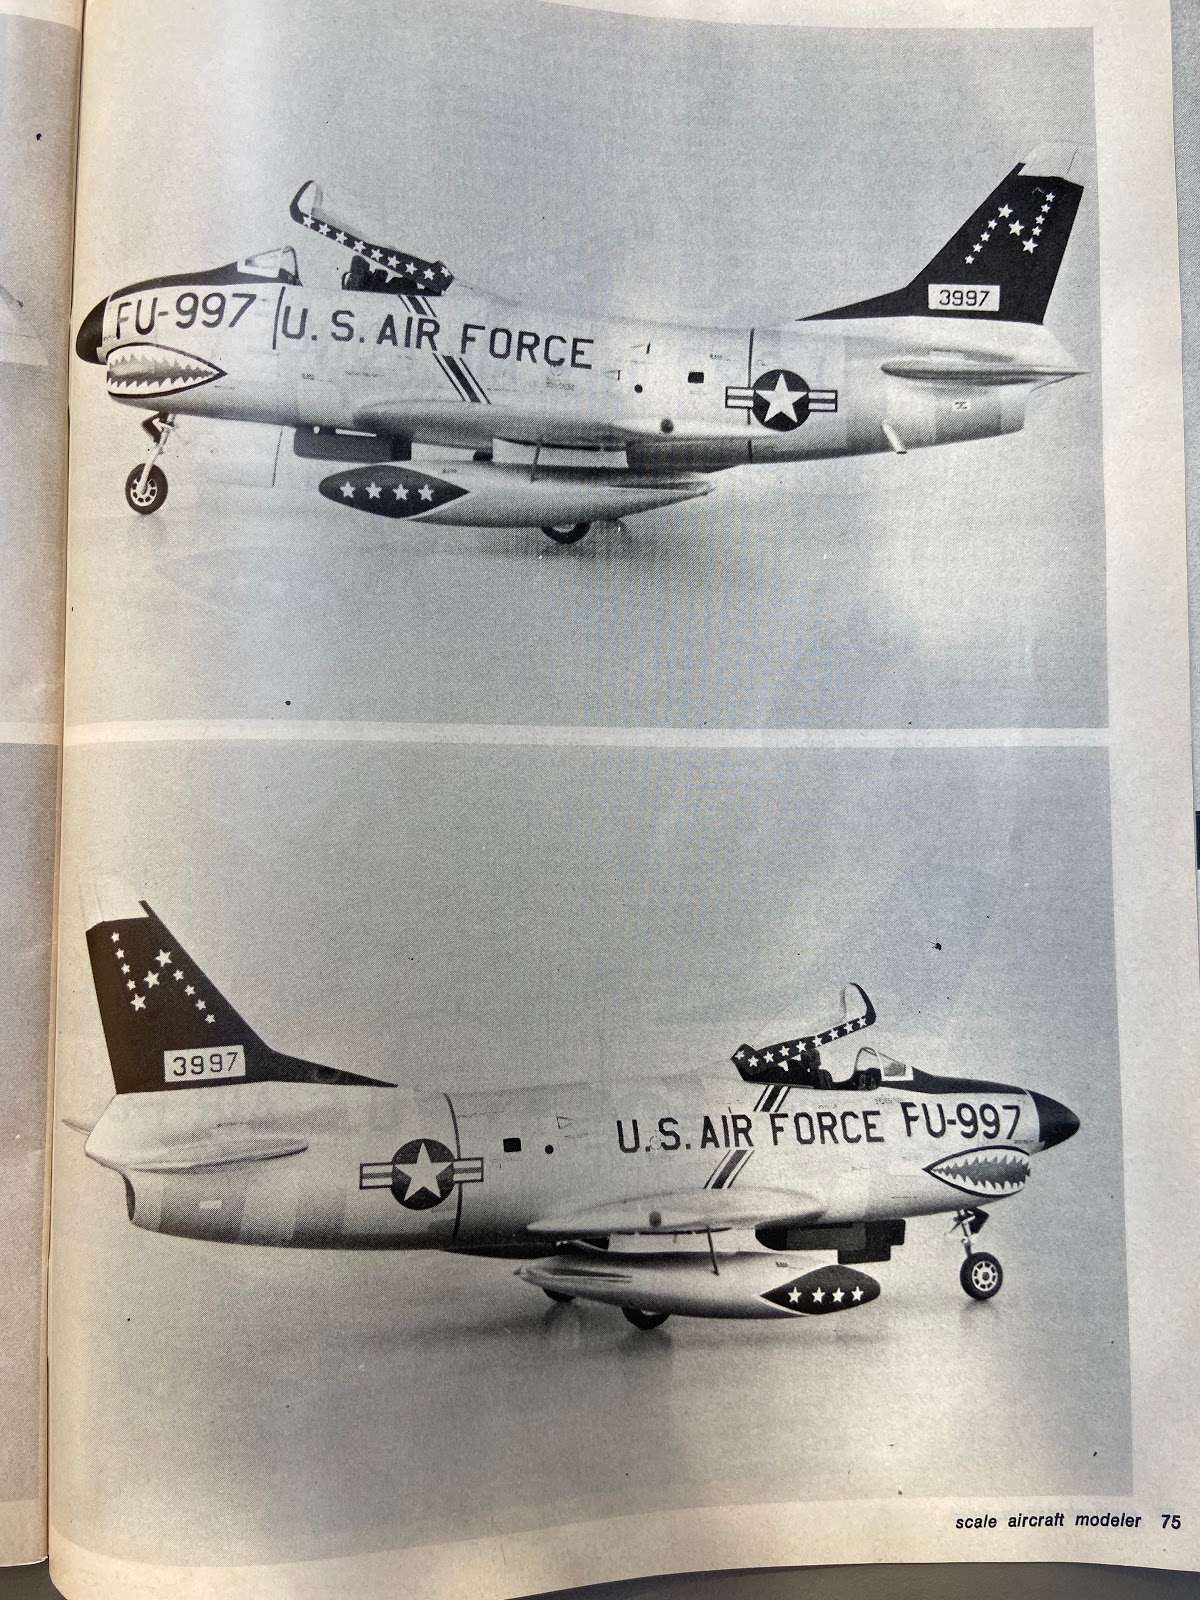 FU-997
U. S. AIR FORCE
3997
3997
U.S. AIR FORCE FU-997
scale aircraft modeler 75